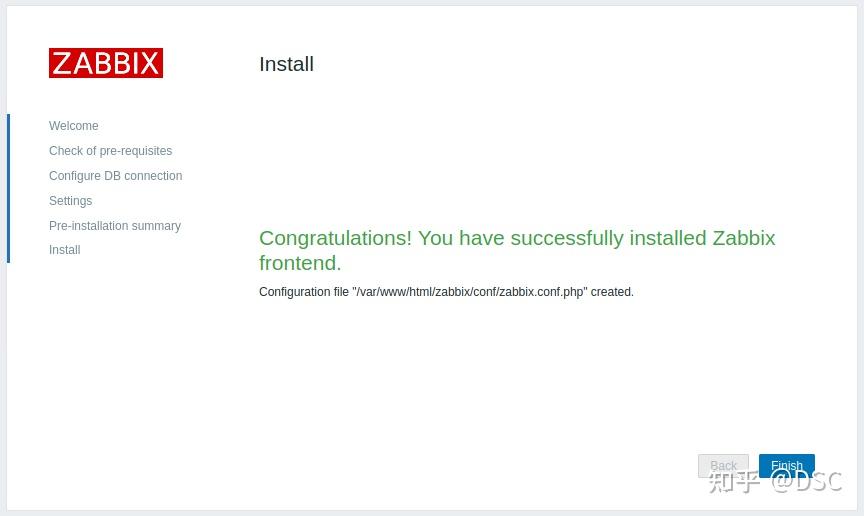 ZABBIX
Install
Welcome
Check of pre-requisites
Configure DB connection
Settings
Pre-installation summary
Install
Congratulations! You have successfully installed Zabbix
frontend.
Configuration file "/var/www/html/zabbix/conf/zabbix.conf.php" created.
Back
Finish
知乎 @DSC